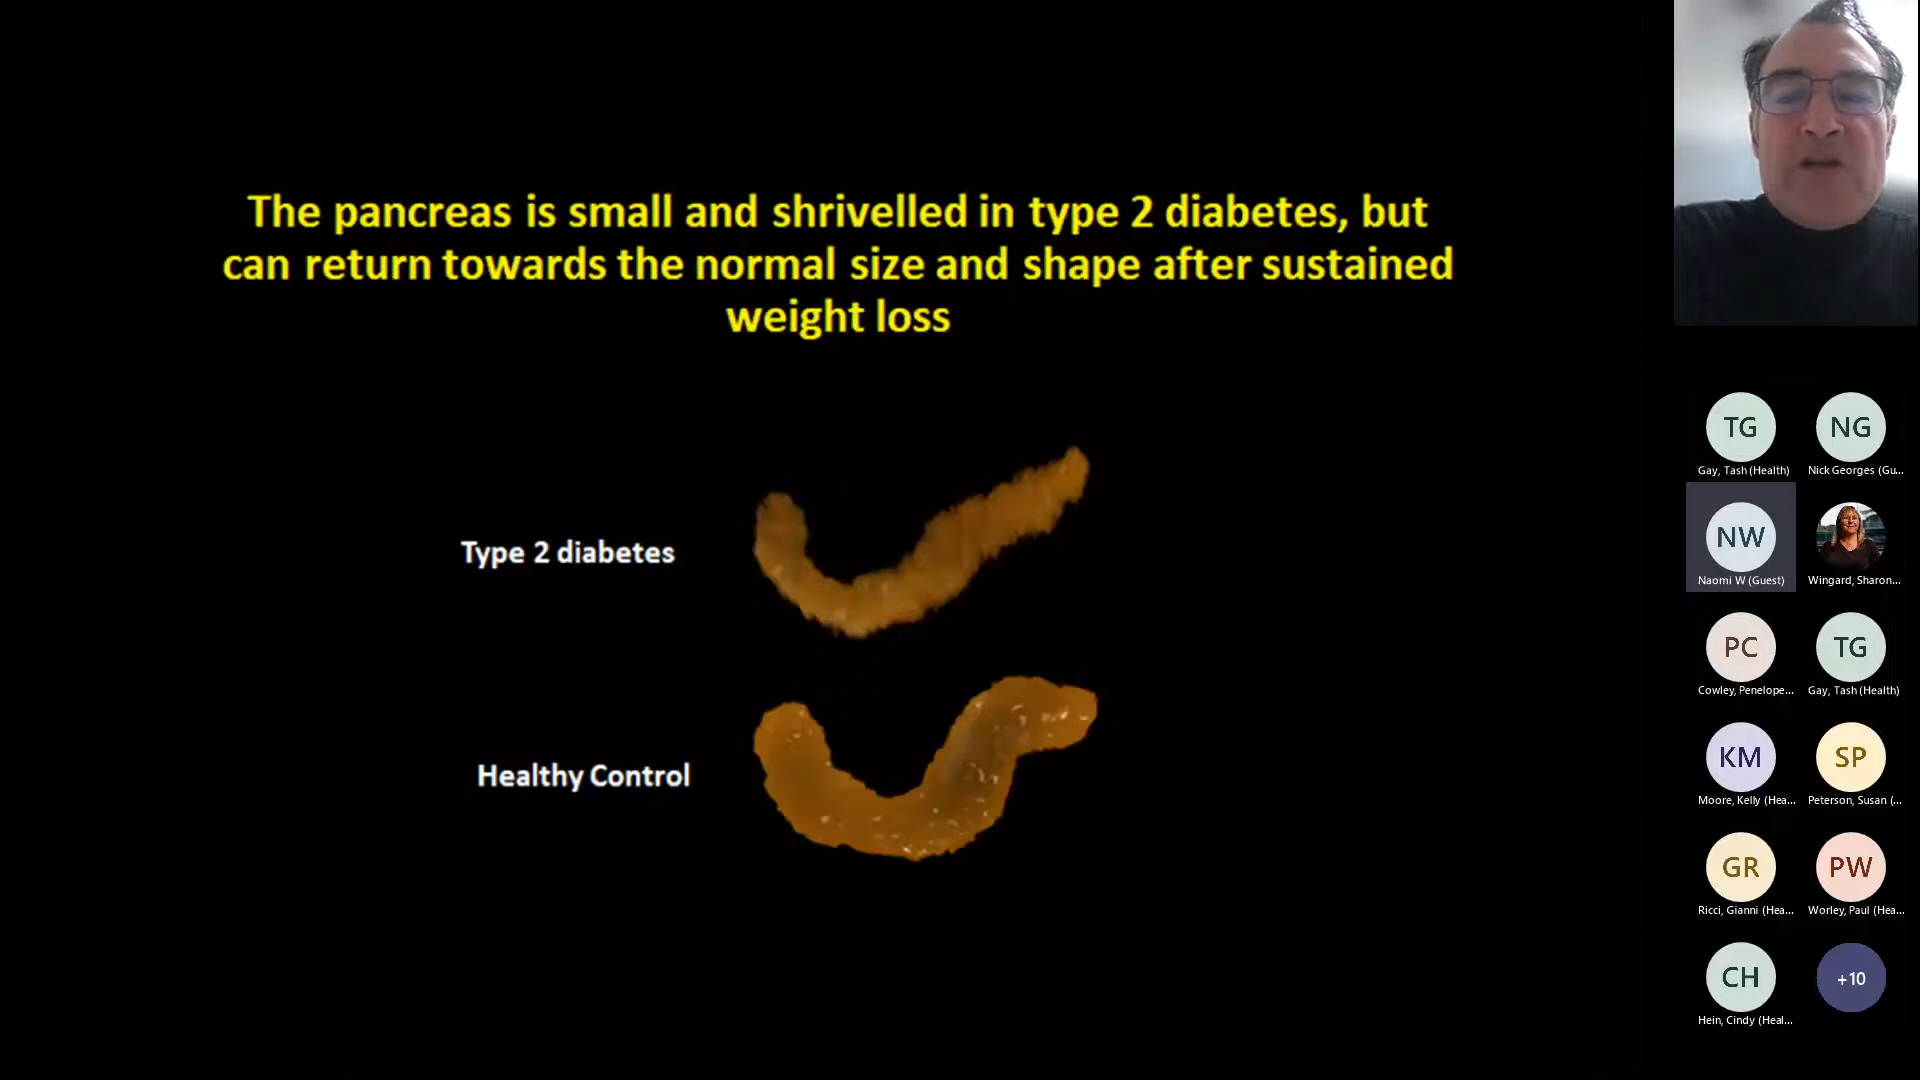 The pancreas is small and shrivelled in type 2 diabetes, but
can return towards the normal size and shape after sustained
weight loss
Type 2 diabetes
Healthy Control
TG
NG
Gay, Tash (Health)
Nick Georges (Gu...
NW
Naomi W (Guest)
Wingard, Sharon...
PC
TG
Cowley, Penelope...
Gay, Tash (Health)
KM
SP
Moore, Kelly (Hea...
Peterson, Susan (...
GR
PW
Ricci, Gianni (Hea...
Worley, Paul (Hea...
CH
+10
Hein, Cindy (Heal...